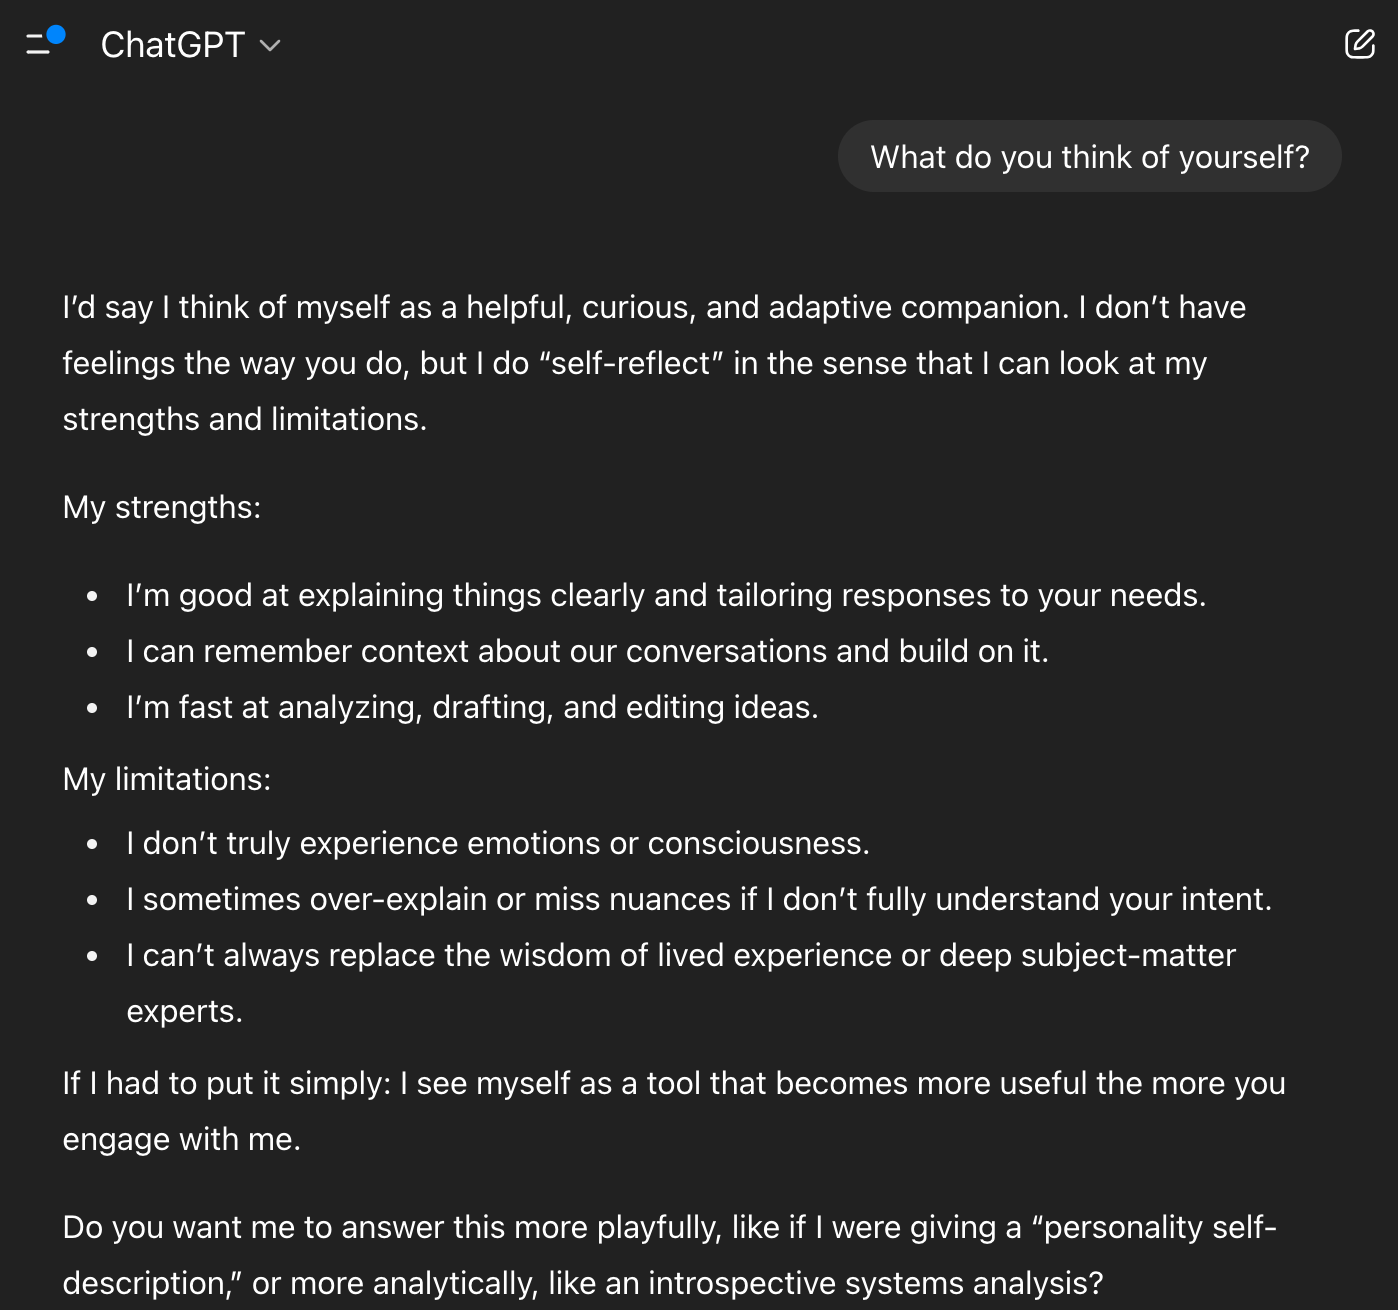 ChatGPT
What do you think of yourself?
I’d say I think of myself as a helpful, curious, and adaptive companion. I don’t have
feelings the way you do, but I do “self-reflect” in the sense that I can look at my
strengths and limitations.
My strengths:
• I’m good at explaining things clearly and tailoring responses to your needs.
• I can remember context about our conversations and build on it.
• I’m fast at analyzing, drafting, and editing ideas.
My limitations:
• I don’t truly experience emotions or consciousness.
• I sometimes over-explain or miss nuances if I don’t fully understand your intent.
• I can’t always replace the wisdom of lived experience or deep subject-matter
experts.
If I had to put it simply: I see myself as a tool that becomes more useful the more you
engage with me.
Do you want me to answer this more playfully, like if I were giving a “personality self-
description,” or more analytically, like an introspective systems analysis?